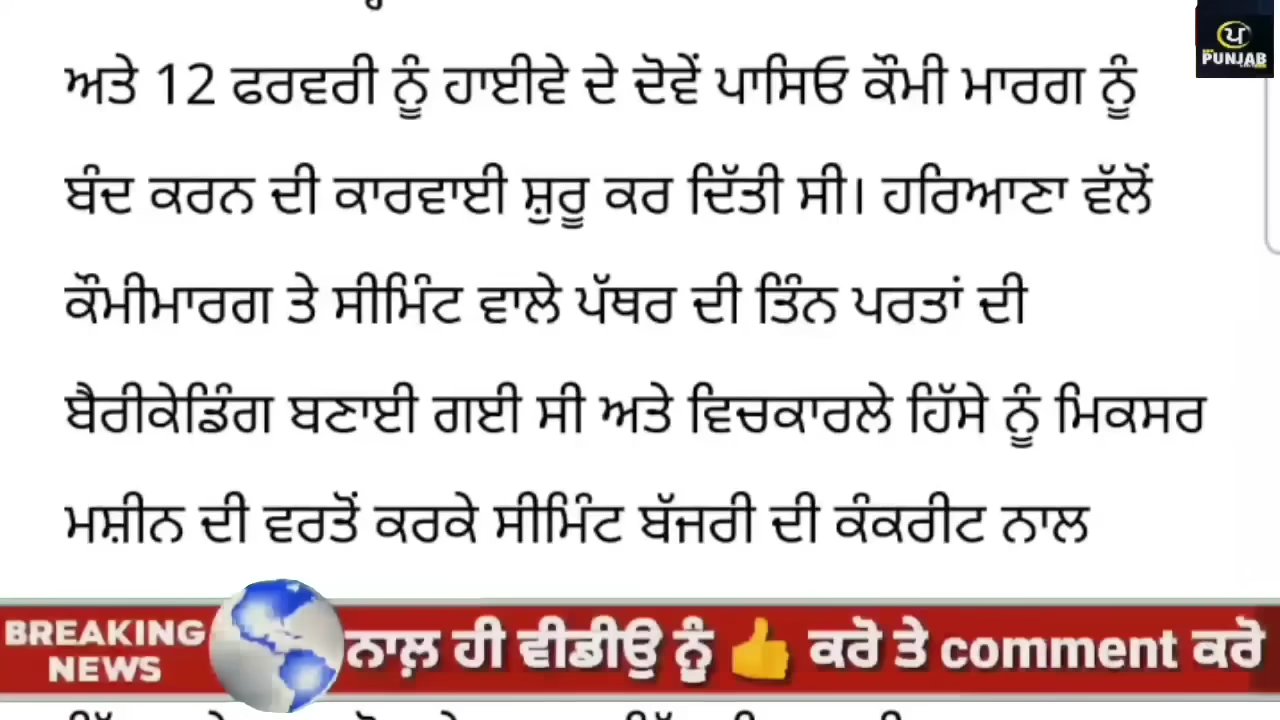 ਪ
PUNJAB
ਅਤੇ 12 ਫਰਵਰੀ ਨੂੰ ਹਾਈਵੇ ਦੇ ਦੋਵੇਂ ਪਾਸਿਓ ਕੌਮੀ ਮਾਰਗ ਨੂੰ
ਬੰਦ ਕਰਨ ਦੀ ਕਾਰਵਾਈ ਸ਼ੁਰੂ ਕਰ ਦਿੱਤੀ ਸੀ। ਹਰਿਆਣਾ ਵੱਲੋਂ
ਕੌਮੀਮਾਰਗ ਤੇ ਸੀਮਿੰਟ ਵਾਲੇ ਪੱਥਰ ਦੀ ਤਿੰਨ ਪਰਤਾਂ ਦੀ
ਬੈਰੀਕੇਡਿੰਗ ਬਣਾਈ ਗਈ ਸੀ ਅਤੇ ਵਿਚਕਾਰਲੇ ਹਿੱਸੇ ਨੂੰ ਮਿਕਸਰ
ਮਸ਼ੀਨ ਦੀ ਵਰਤੋਂ ਕਰਕੇ ਸੀਮਿੰਟ ਬੱਜਰੀ ਦੀ ਕੰਕਰੀਟ ਨਾਲ
BREAKING
NEWS
ਨਾਲ਼ ਹੀ ਵੀਡੀਉ ਨੂੰ 👍 ਕਰੋ ਤੇ comment ਕਰੋ